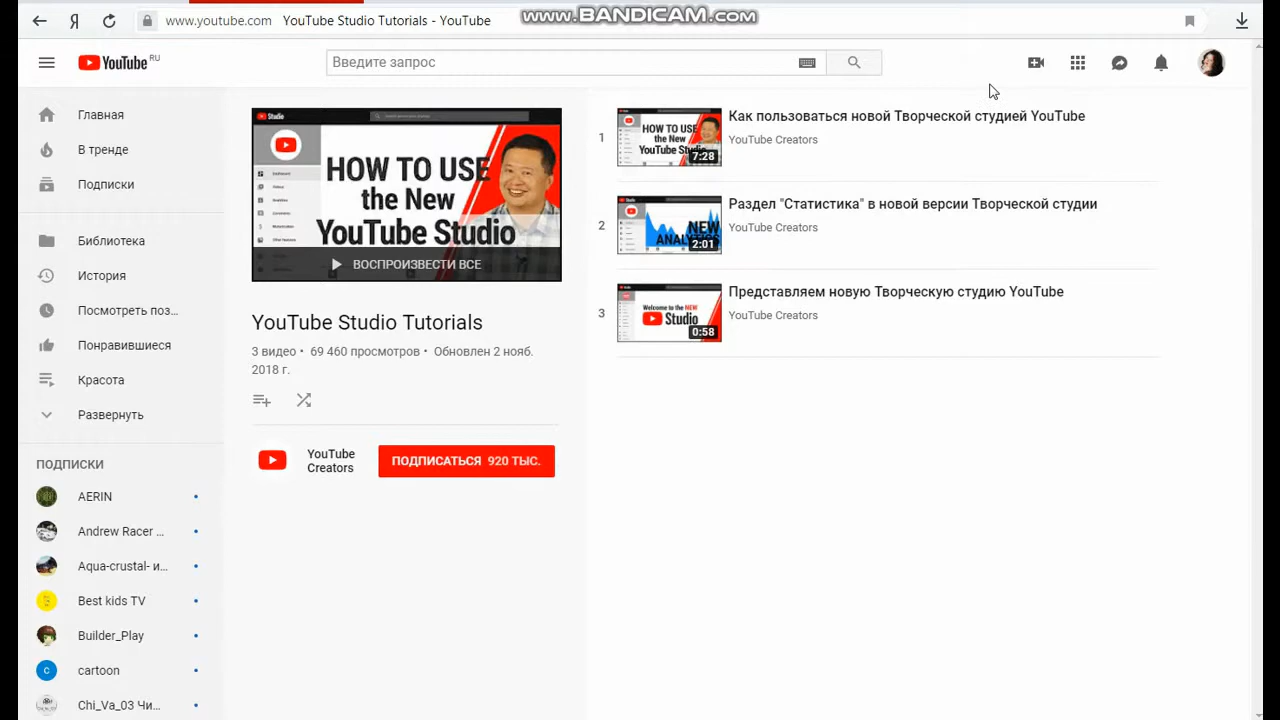 www.youtube.com YouTube Studio Tutorials - YouTube
www.BANDICAM.com
YouTube RU
Введите запрос
Главная
В тренде
Подписки
Библиотека
История
Посмотреть поз...
Понравившиеся
Красота
Развернуть
ПОДПИСКИ
AERIN
Andrew Racer ...
Aqua-crustal- и...
Best kids TV
Builder_Play
cartoon
Chi_Va_03 Чи...
Studio
HOW TO USE
the New
YouTube Studio
ВОСПРОИЗВЕСТИ ВСЕ
YouTube Studio Tutorials
3 видео • 69 460 просмотров • Обновлен 2 нояб.
2018 г.
YouTube
Creators
ПОДПИСАТЬСЯ 920 ТЫС.
1
HOW TO USE
the New
YouTube Studio
7:28
Как пользоваться новой Творческой студией YouTube
YouTube Creators
2
NEW
ANALYTICS
2:01
Раздел "Статистика" в новой версии Творческой студии
YouTube Creators
3
Welcome to the NEW
Studio
0:58
Представляем новую Творческую студию YouTube
YouTube Creators